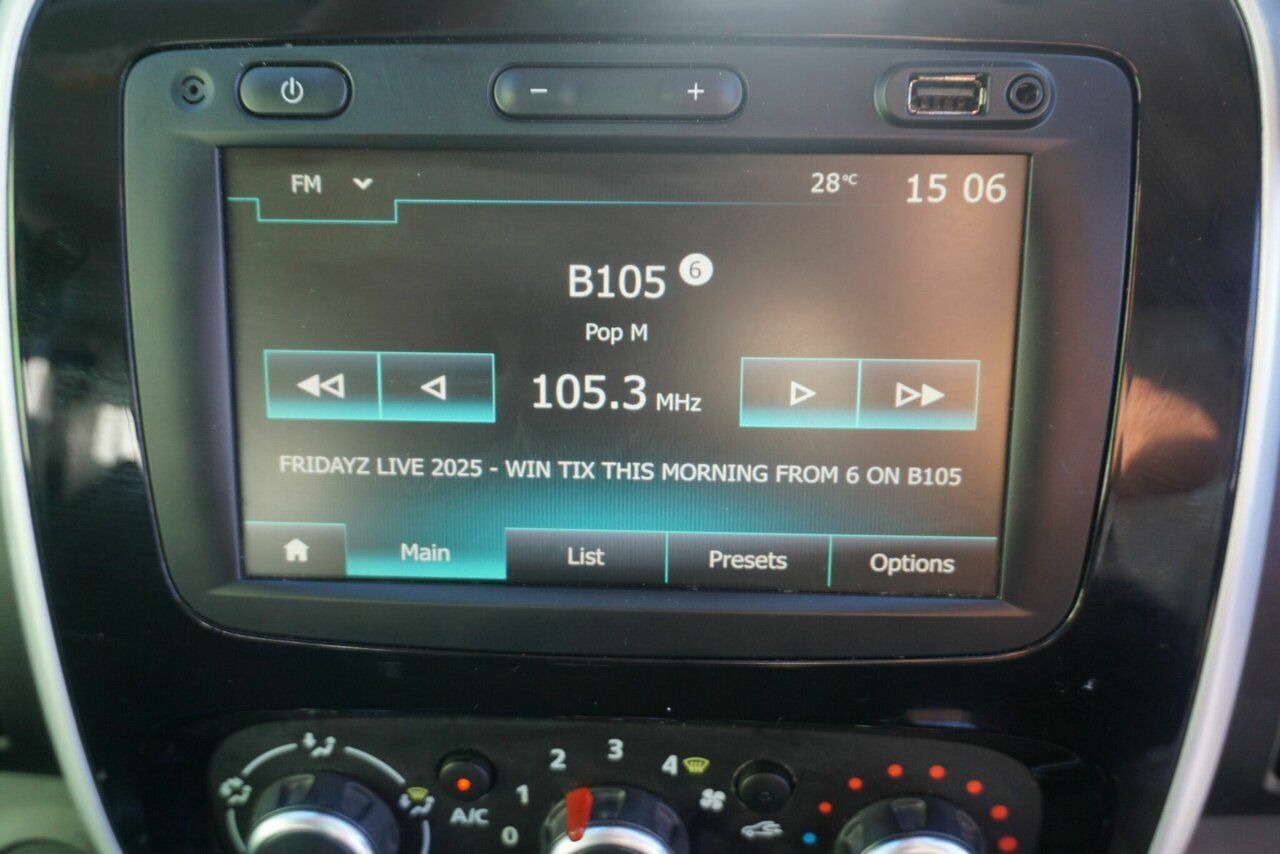 FM 28°C 15 06
B105 6
Pop M
105.3 MHz
FRIDAYZ LIVE 2025 - WIN TIX THIS MORNING FROM 6 ON B105
Main List Presets Options
0 1 2 3 4
A/C